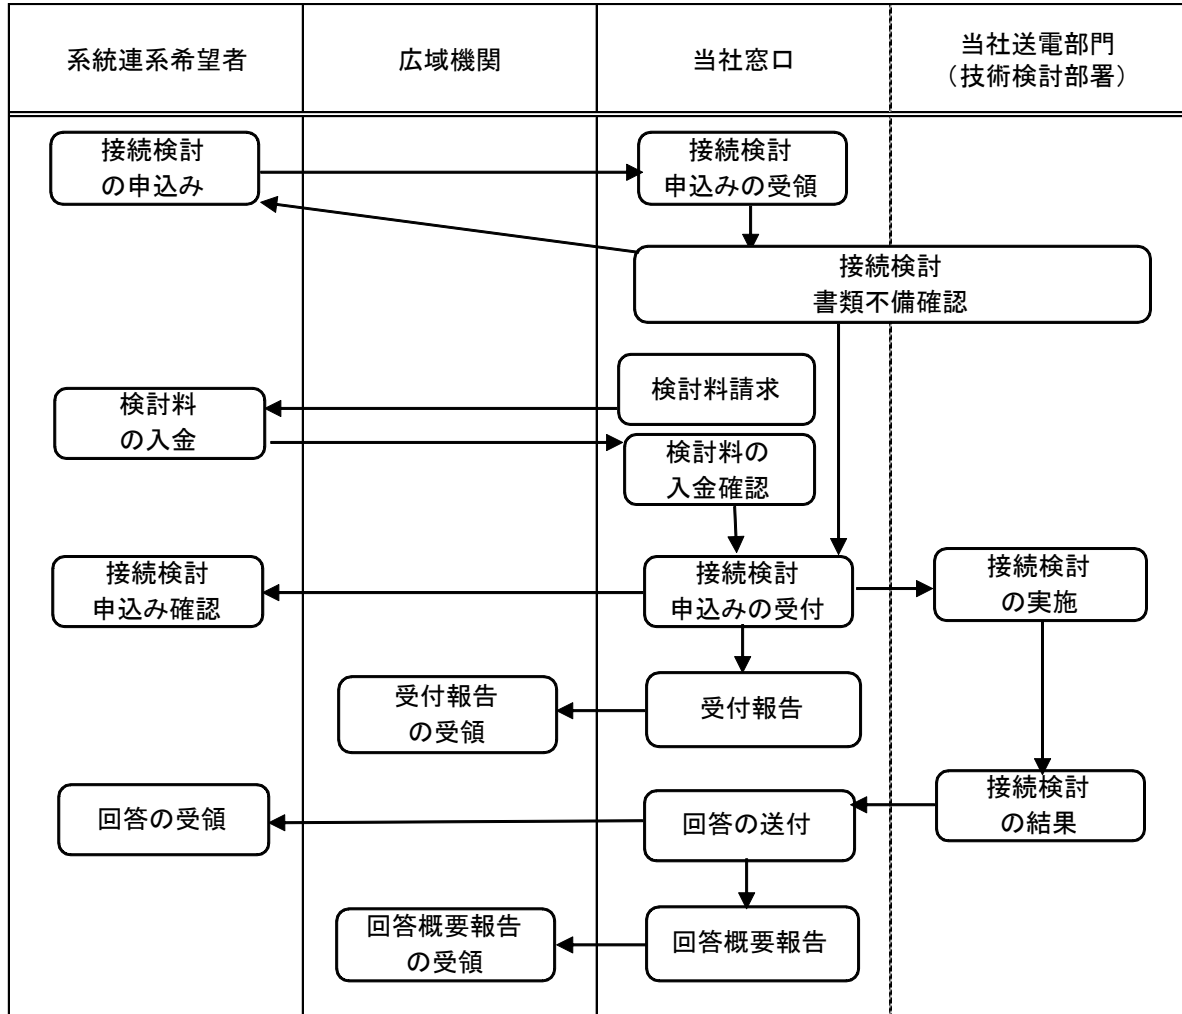 系統連系希望者
広域機関
当社窓口
当社送電部門
（技術検討部署）
接続検討
の申込み
接続検討
申込みの受領
接続検討
書類不備確認
検討料請求
検討料
の入金
検討料の
入金確認
接続検討
申込み確認
接続検討
申込みの受付
接続検討
の実施
受付報告
の受領
受付報告
接続検討
の結果
回答の受領
回答の送付
回答概要報告
の受領
回答概要報告